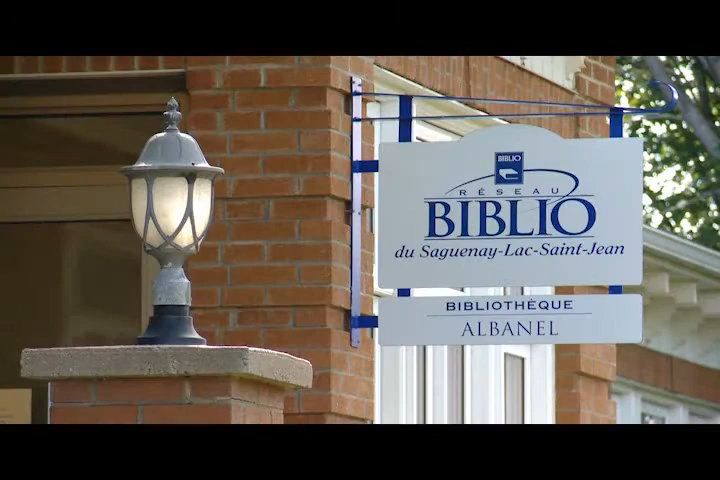 BIBLIO
RÉSEAU
BIBLIO
du Saguenay-Lac-Saint-Jean
BIBLIOTHÈQUE
ALBANEL